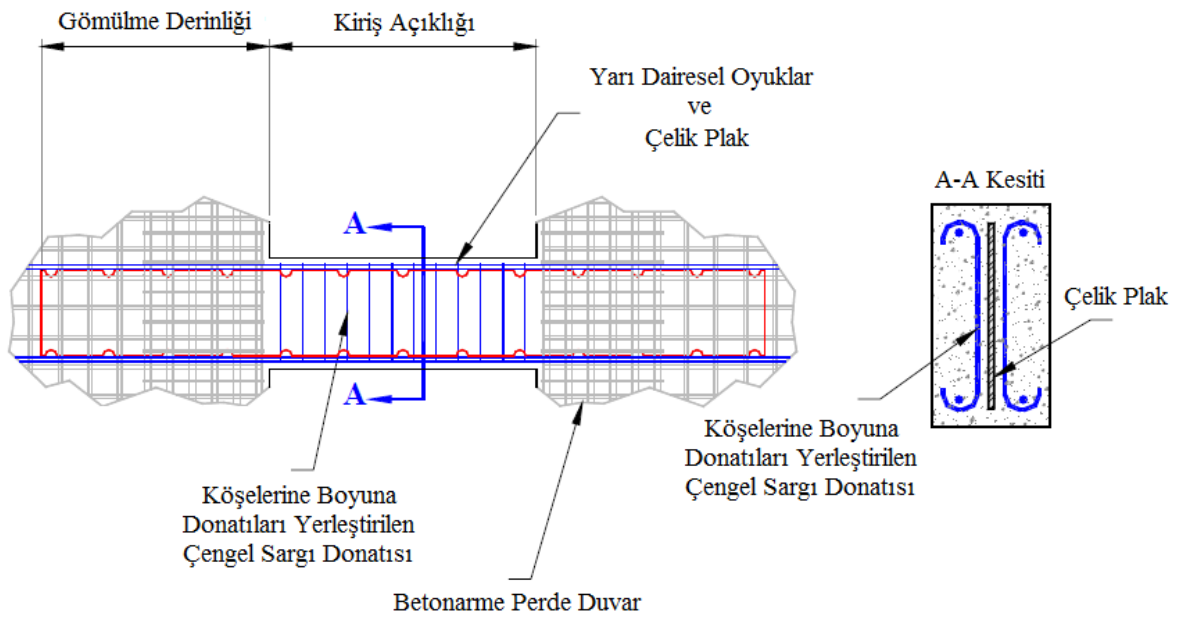 Gömülme Derinliği
Kiriş Açıklığı
Yarı Dairesel Oyuklar
ve
Çelik Plak
A-A Kesiti
A
Çelik Plak
A
Köşelerine Boyuna
Donatıları Yerleştirilen
Çengel Sargı Donatısı
Köşelerine Boyuna
Donatıları Yerleştirilen
Çengel Sargı Donatısı
Betonarme Perde Duvar